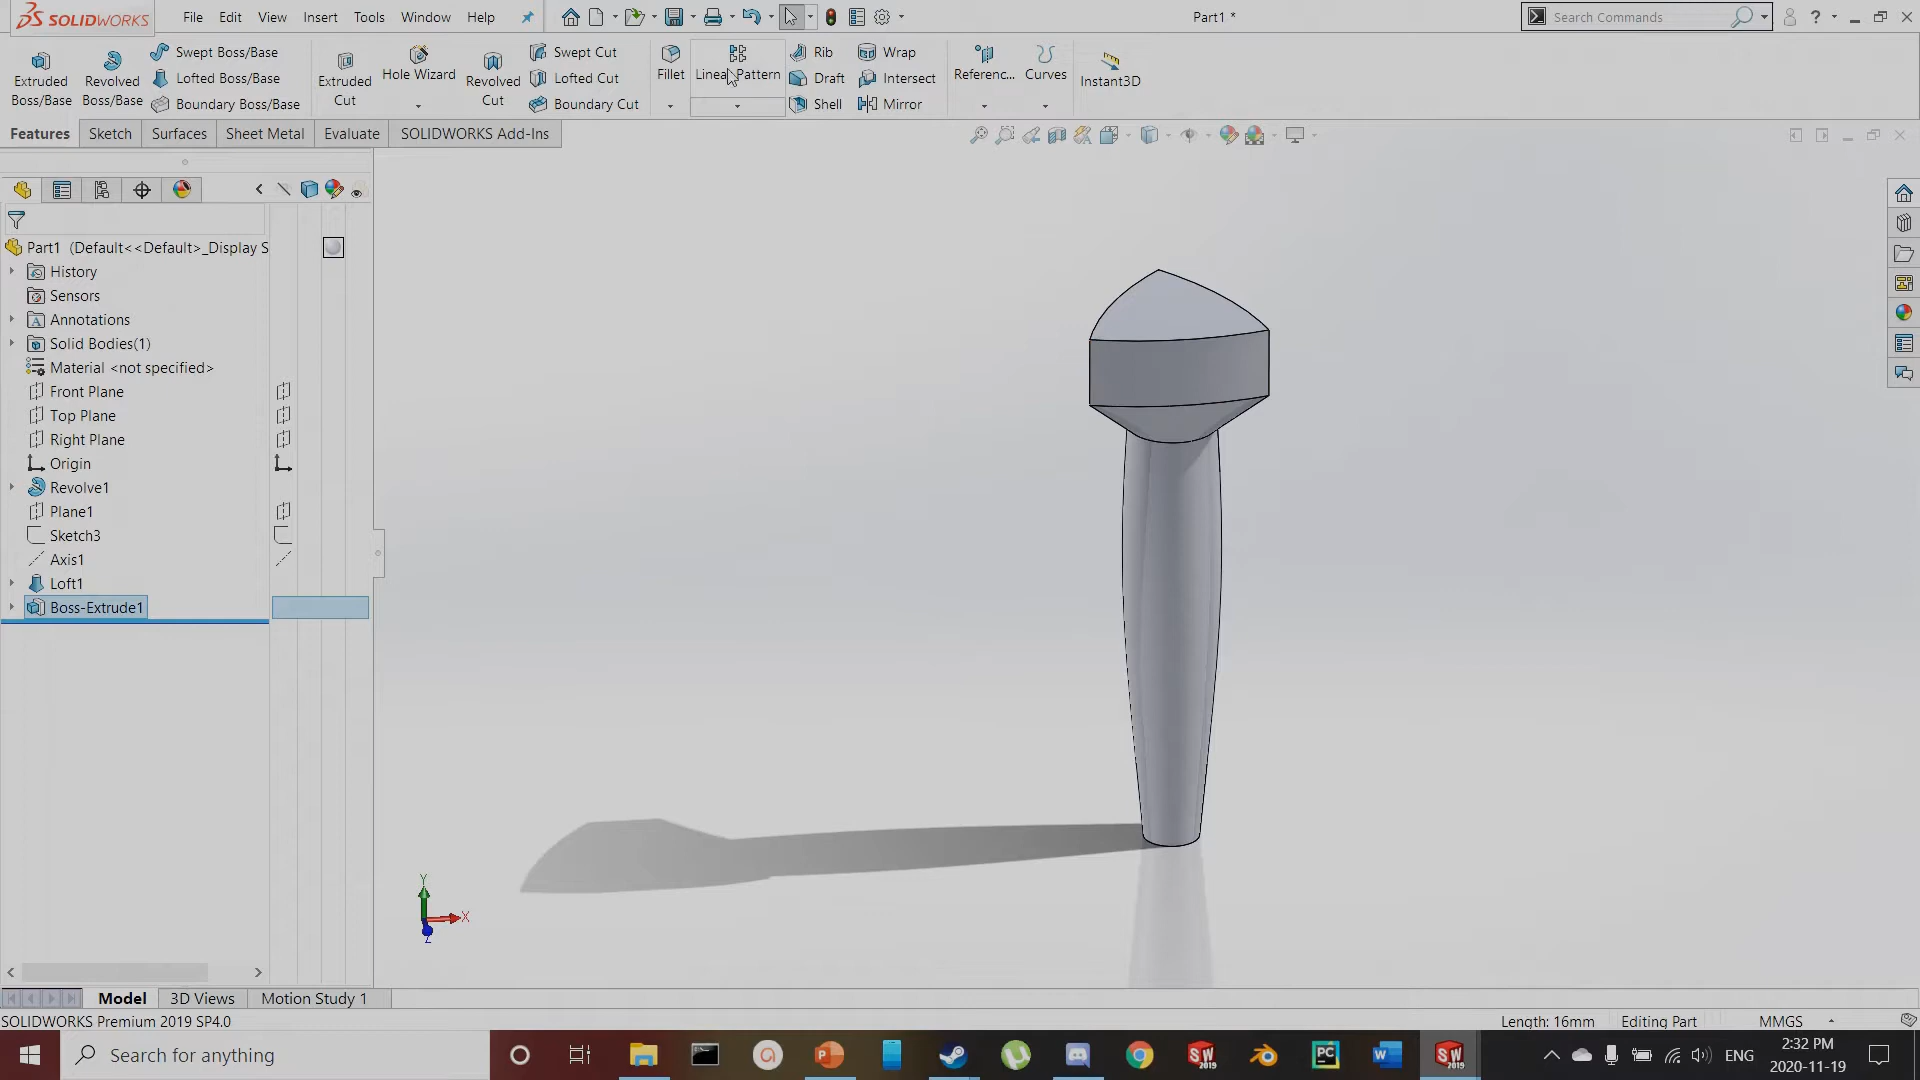 SOLIDWORKS File Edit View Insert Tools Window Help Part1 * Search Commands
Extruded Boss/Base
Revolved Boss/Base
Swept Boss/Base
Lofted Boss/Base
Boundary Boss/Base
Extruded Cut
Hole Wizard
Revolved Cut
Swept Cut
Lofted Cut
Boundary Cut
Fillet
Linear Pattern
Rib
Draft
Shell
Wrap
Intersect
Mirror
Referenc...
Curves
Instant3D
Features Sketch Surfaces Sheet Metal Evaluate SOLIDWORKS Add-Ins
Part1 (Default<<Default>_Display S
History
Sensors
Annotations
Solid Bodies(1)
Material <not specified>
Front Plane
Top Plane
Right Plane
Origin
Revolve1
Plane1
Sketch3
Axis1
Loft1
Boss-Extrude1
Y
X
Z
Model 3D Views Motion Study 1
SOLIDWORKS Premium 2019 SP4.0 Length: 16mm Editing Part MMGS
Search for anything
ENG
2:32 PM
2020-11-19